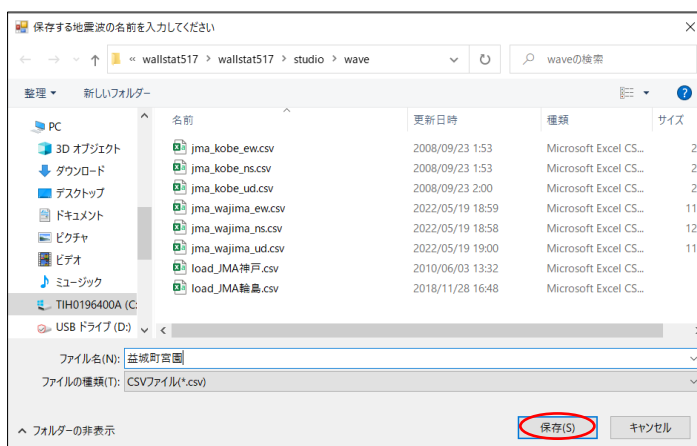 保存する地震波の名前を入力してください
« wallstat517 > wallstat517 > studio > wave
waveの検索
整理 新しいフォルダー
名前 更新日時 種類 サイズ
PC
3D オブジェクト
ダウンロード
デスクトップ
ドキュメント
ピクチャ
ビデオ
ミュージック
TIH0196400A (C:
USB ドライブ (D:)
jma_kobe_ew.csv 2008/09/23 1:53 Microsoft Excel CS... 2
jma_kobe_ns.csv 2008/09/23 1:53 Microsoft Excel CS... 2
jma_kobe_ud.csv 2008/09/23 2:00 Microsoft Excel CS... 2
jma_wajima_ew.csv 2022/05/19 18:59 Microsoft Excel CS... 11
jma_wajima_ns.csv 2022/05/19 18:58 Microsoft Excel CS... 12
jma_wajima_ud.csv 2022/05/19 19:00 Microsoft Excel CS... 11
load_JMA神戸.csv 2010/06/03 13:32 Microsoft Excel CS...
load_JMA輪島.csv 2018/11/28 16:48 Microsoft Excel CS...
ファイル名(N): 益城町宮園
ファイルの種類(T): CSVファイル(*.csv)
フォルダーの非表示
保存(S) キャンセル